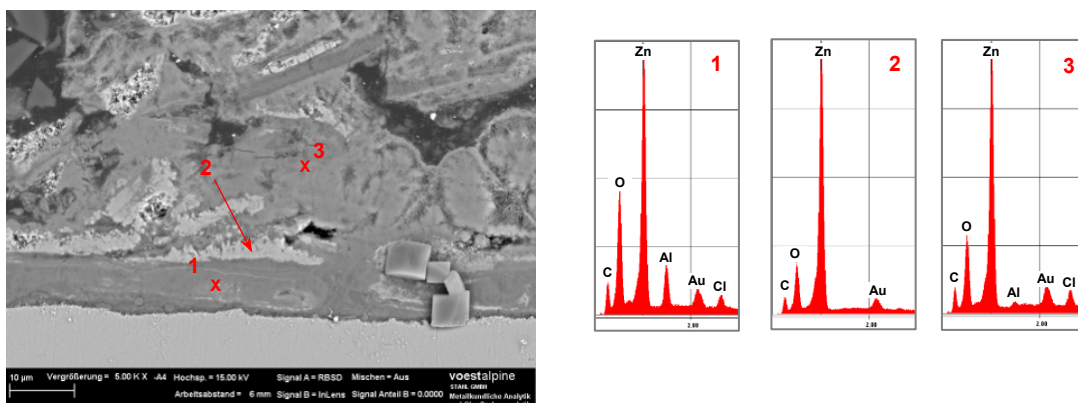 1
2
3
10 µm Vergrößerung = 5.00 K X -A4 Hochsp. = 15.00 kV Signal A = RBSD Mischen = Aus
Arbeitsabstand = 6 mm Signal B = InLens Signal Anteil B = 0.0000
voestalpine
STAHL GMBH
Metallkundliche Analytik
x
x
Zn
1
O
C
Al
Au
Cl
2.00
Zn
2
O
C
Au
2.00
Zn
3
O
C
Al
Au
Cl
2.00